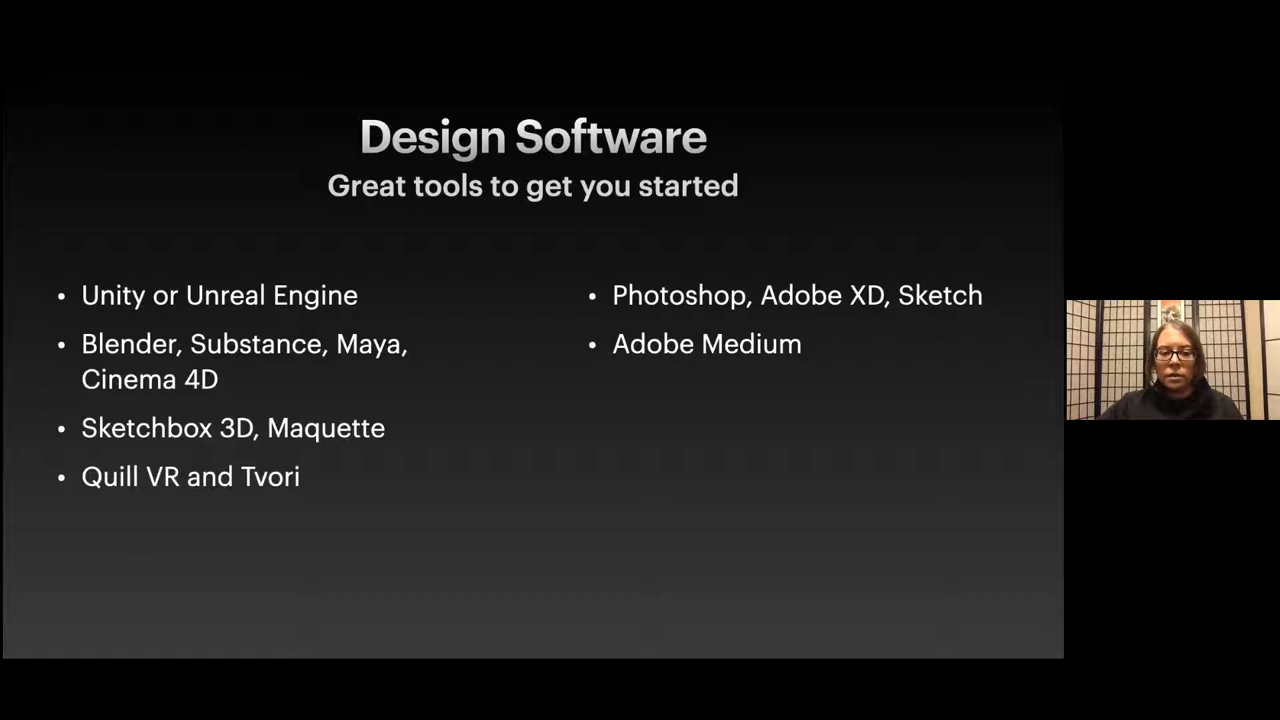 Design Software
Great tools to get you started
• Unity or Unreal Engine
• Blender, Substance, Maya,
Cinema 4D
• Sketchbox 3D, Maquette
• Quill VR and Tvori
• Photoshop, Adobe XD, Sketch
• Adobe Medium